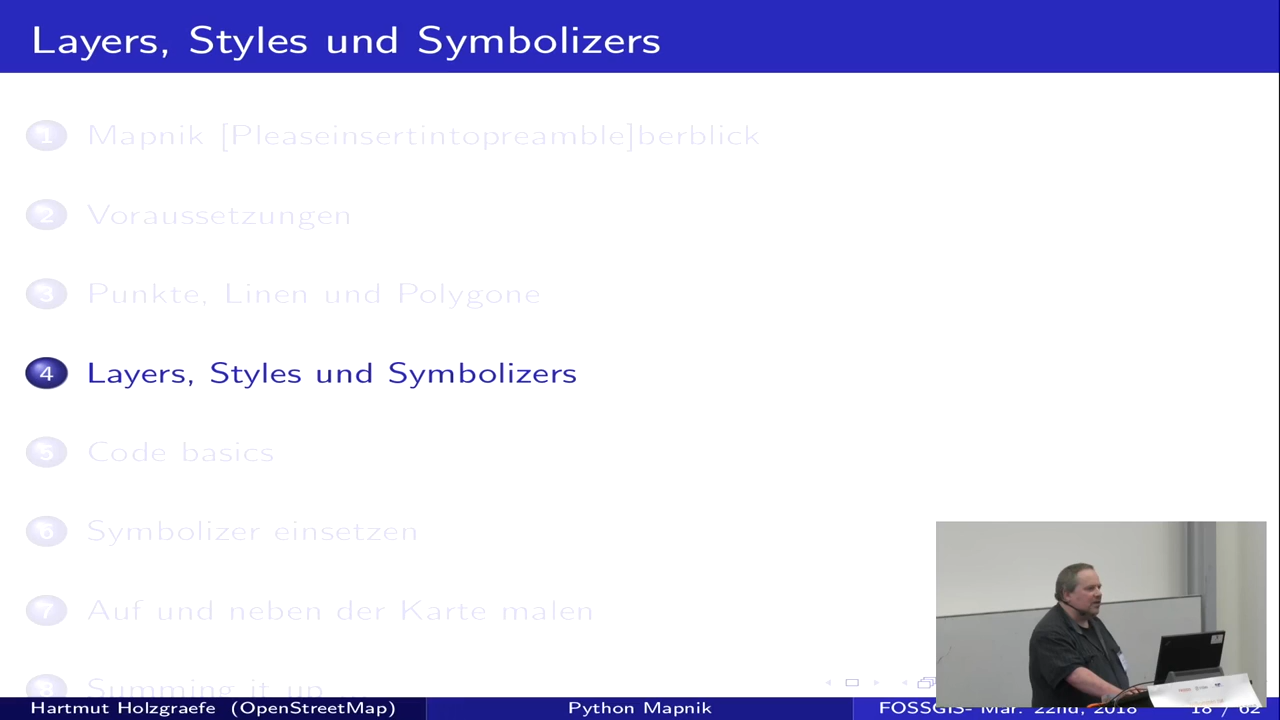 Layers, Styles und Symbolizers
1 Mapnik [Pleaseinsertintopreamble]berblick
2 Voraussetzungen
3 Punkte, Linen und Polygone
4 Layers, Styles und Symbolizers
5 Code basics
6 Symbolizer einsetzen
7 Auf und neben der Karte malen
8 Summing it up ...
Hartmut Holzgraefe (OpenStreetMap) Python Mapnik FOSSGIS- Mar. 22nd, 2018 18 / 62